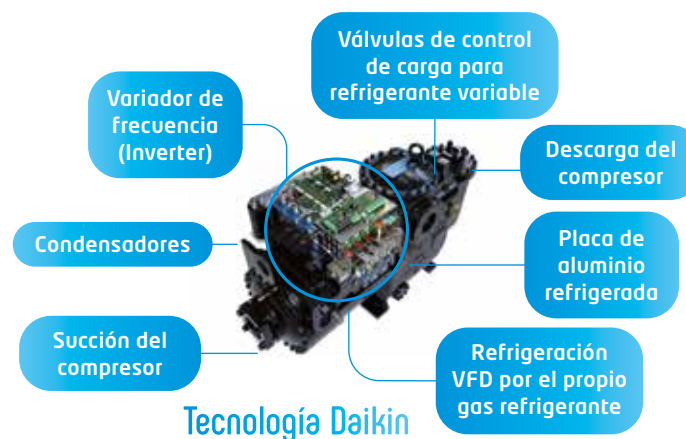 Válvulas de control
de carga para
refrigerante variable
Variador de
frecuencia
(Inverter)
Descarga del
compresor
Condensadores
Placa de
aluminio
refrigerada
Succión del
compresor
Refrigeración
VFD por el propio
gas refrigerante
Tecnología Daikin